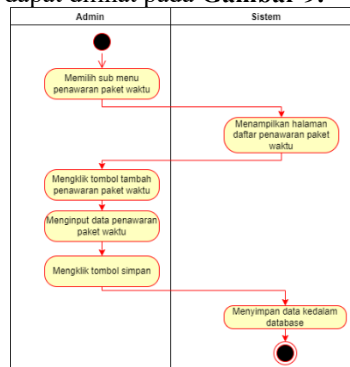 dapat dilihat pada Gambar 9.
Admin
Sistem
Memilih sub menu
penawaran paket waktu
Menampilkan halaman
daftar penawaran paket
waktu
Mengklik tombol tambah
penawaran paket waktu
Menginput data penawaran
paket waktu
Mengklik tombol simpan
Menyimpan data kedalam
database